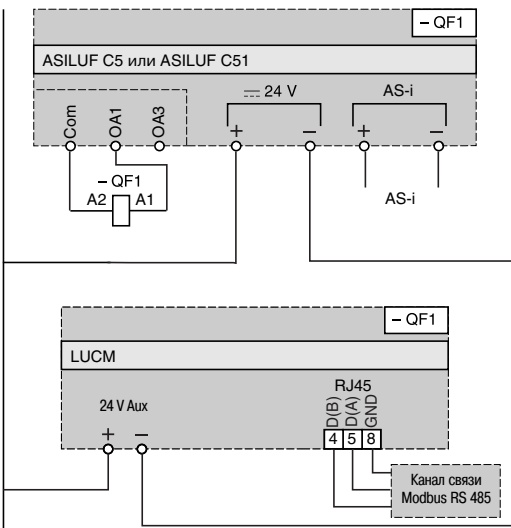 – QF1
ASILUF C5 или ASILUF C51
24 V
AS-i
Com
OA1
OA3
+
–
+
–
– QF1
A2
A1
AS-i
– QF1
LUCM
RJ45
24 V Aux
D(B)
D(A)
GND
+
–
4
5
8
Канал связи
Modbus RS 485